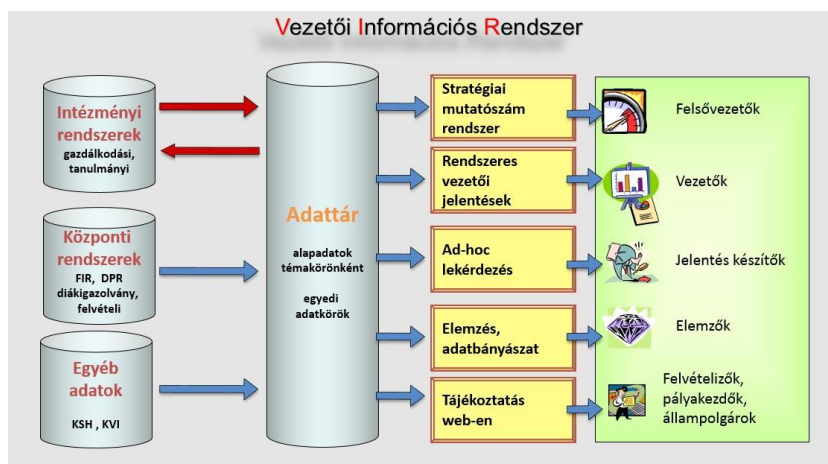 Vezetői Információs Rendszer
Intézményi
rendszerek
gazdálkodási,
tanulmányi
Központi
rendszerek
FIR, DPR
diákigazolvány,
felvételi
Egyéb
adatok
KSH , KVI
Adattár
alapadatok
témakörönként
egyedi
adatkörök
Stratégiai
mutatószám
rendszer
Rendszeres
vezetői
jelentések
Ad-hoc
lekérdezés
Elemzés,
adatbányászat
Tájékoztatás
web-en
Felsővezetők
Vezetők
Jelentés készítők
Elemzők
Felvételizők,
pályakezdők,
állampolgárok